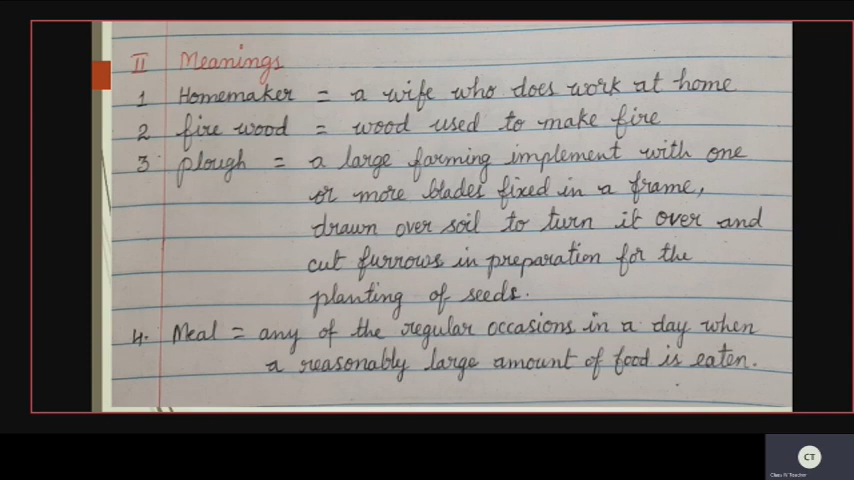 II Meanings
1 Homemaker = a wife who does work at home
2 fire wood = wood used to make fire
3 plough = a large farming implement with one
or more blades fixed in a frame,
drawn over soil to turn it over and
cut furrows in preparation for the
planting of seeds.
4. Meal = any of the regular occasions in a day when
a reasonably large amount of food is eaten.
CT
Class IV Teacher